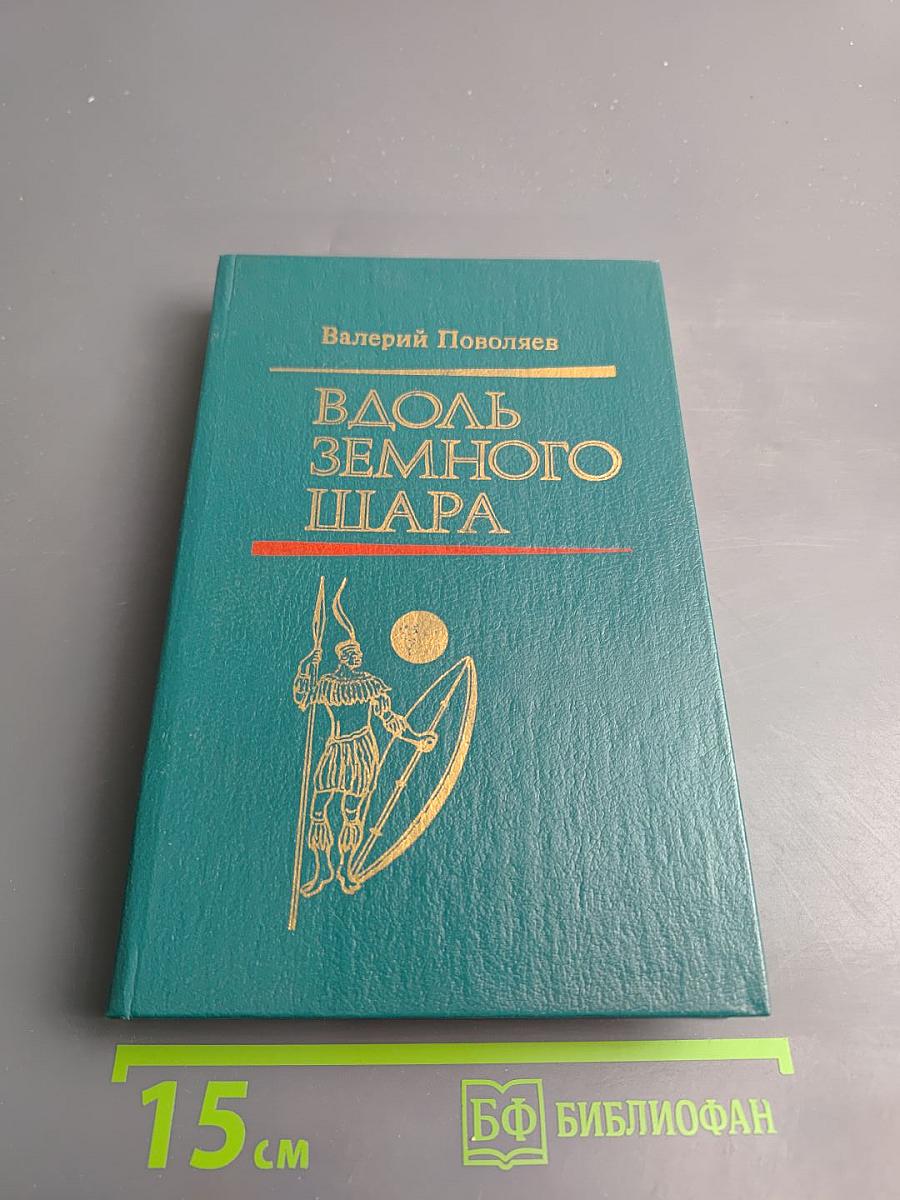 Валерий Поволяев
ВДОЛЬ
ЗЕМНОГО
ШАРА
15 см
БФ БИБЛИОФАН